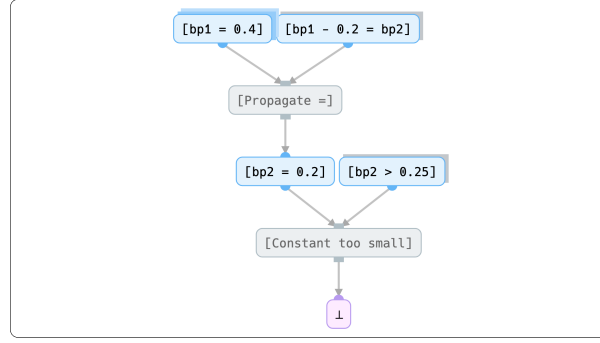 [bp1 = 0.4] [bp1 - 0.2 = bp2]
[Propagate =]
[bp2 = 0.2] [bp2 > 0.25]
[Constant too small]
⊥